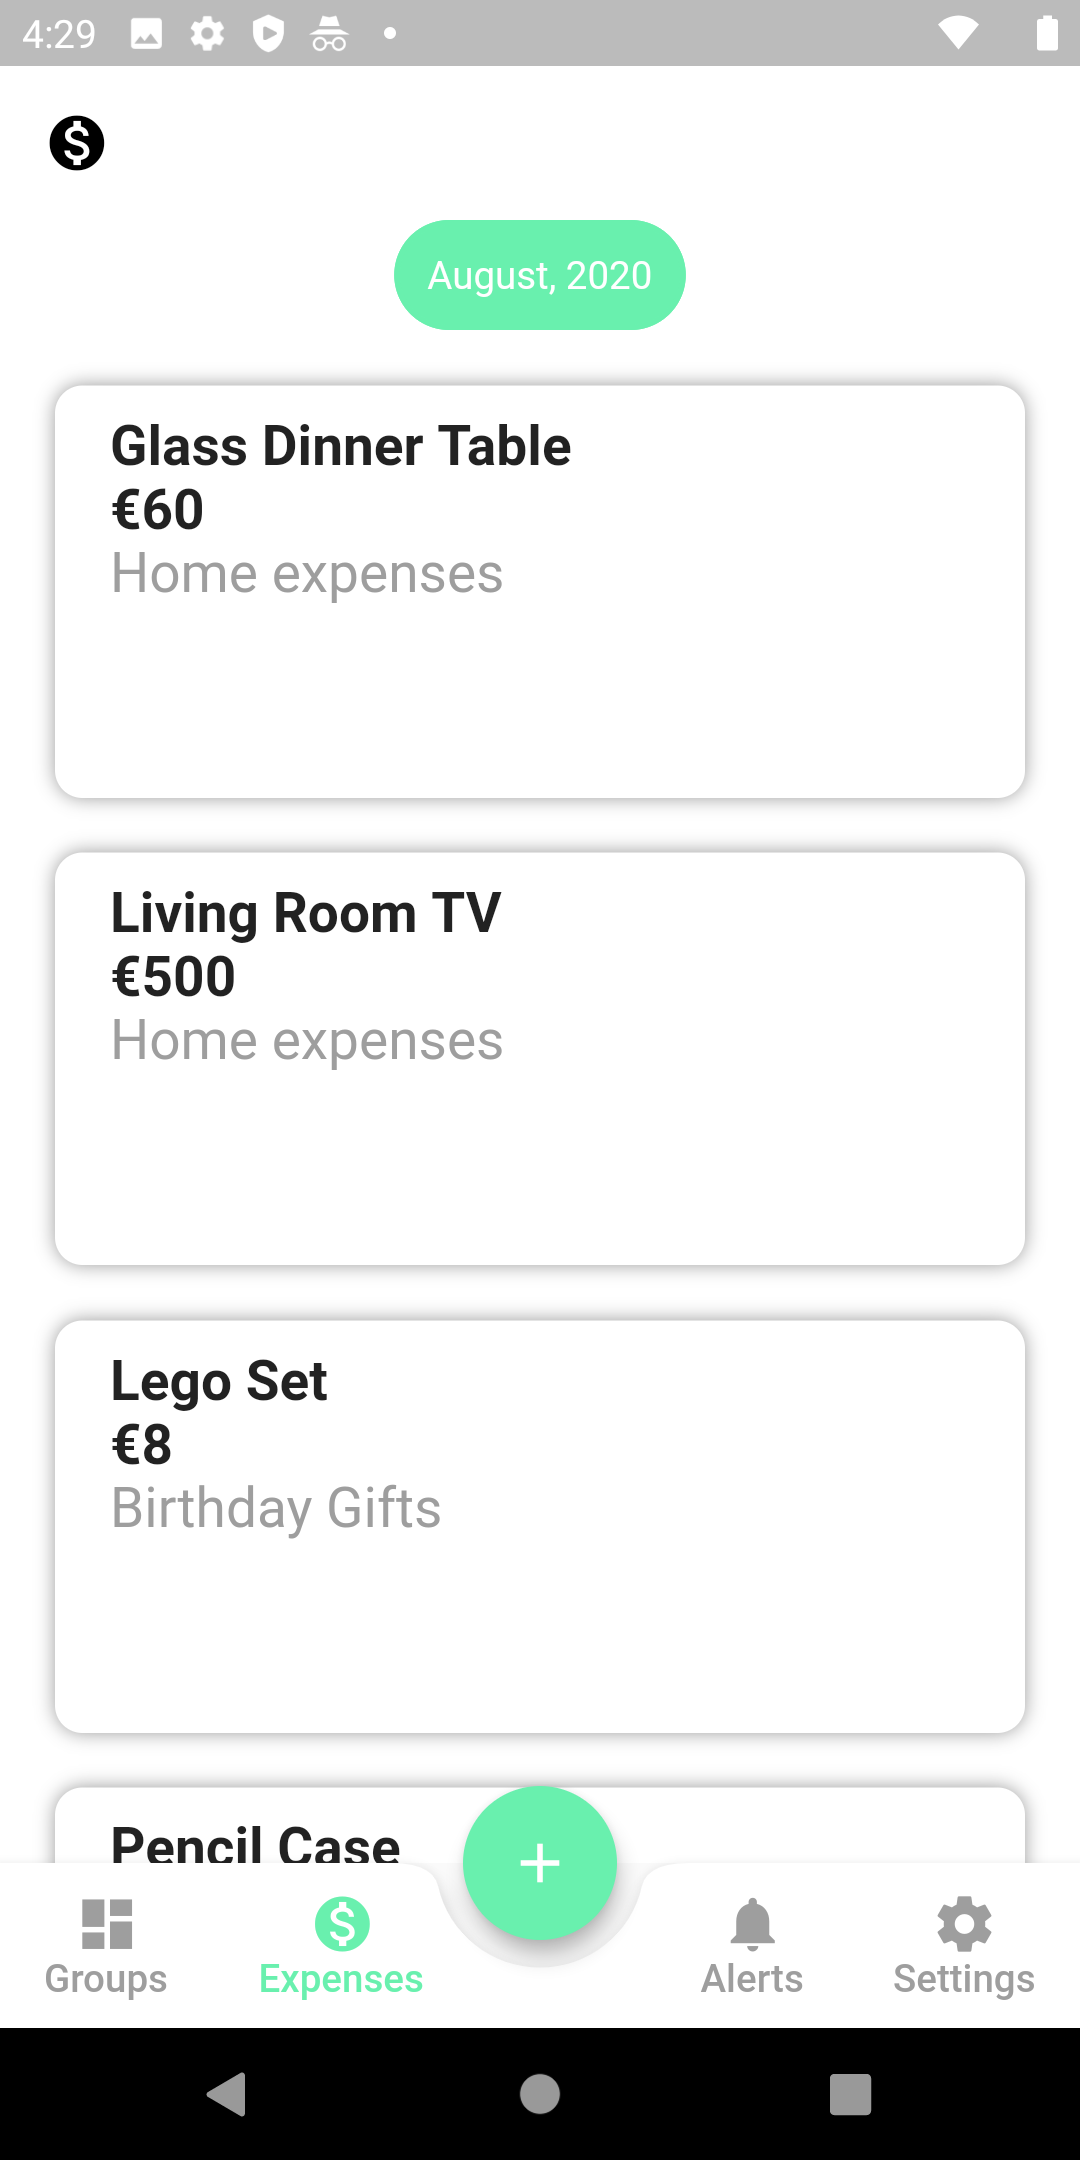 4:29
August, 2020
Glass Dinner Table
€60
Home expenses
Living Room TV
€500
Home expenses
Lego Set
€8
Birthday Gifts
Pencil Case
Groups
Expenses
Alerts
Settings